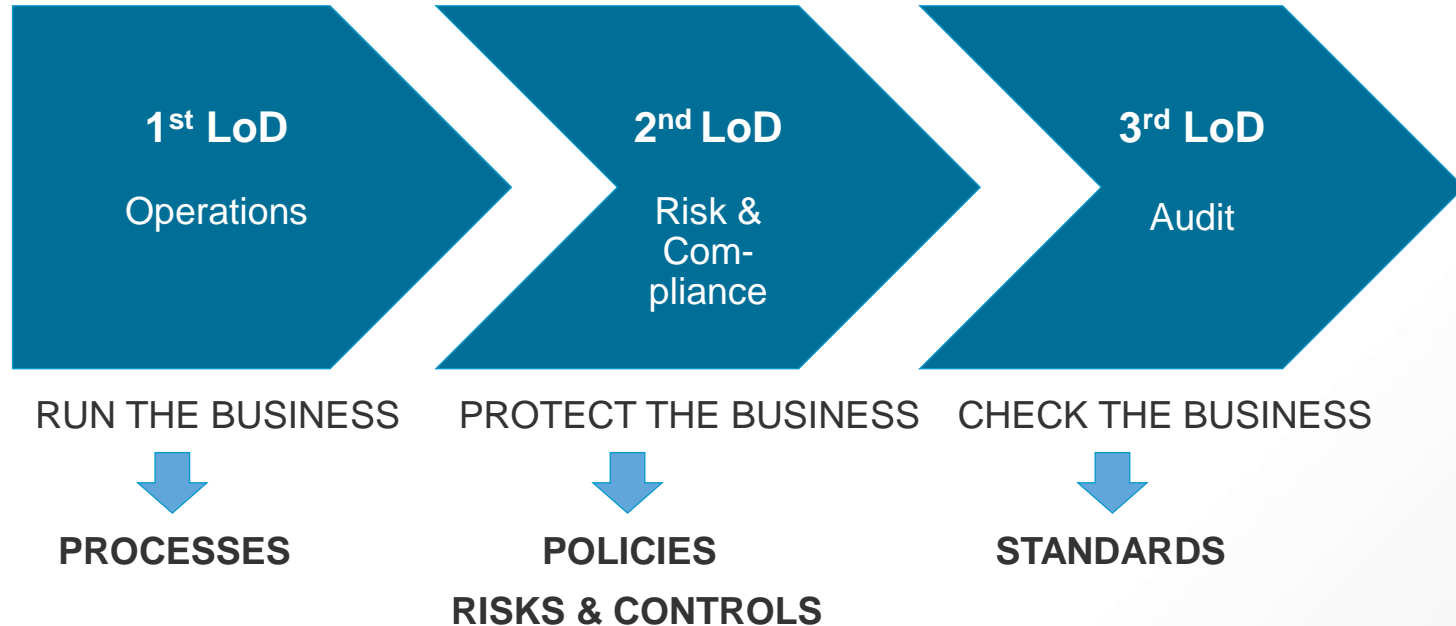 1st LoD
Operations
2nd LoD
Risk &
Com-
pliance
3rd LoD
Audit
RUN THE BUSINESS
PROTECT THE BUSINESS
CHECK THE BUSINESS
PROCESSES
POLICIES
STANDARDS
RISKS & CONTROLS